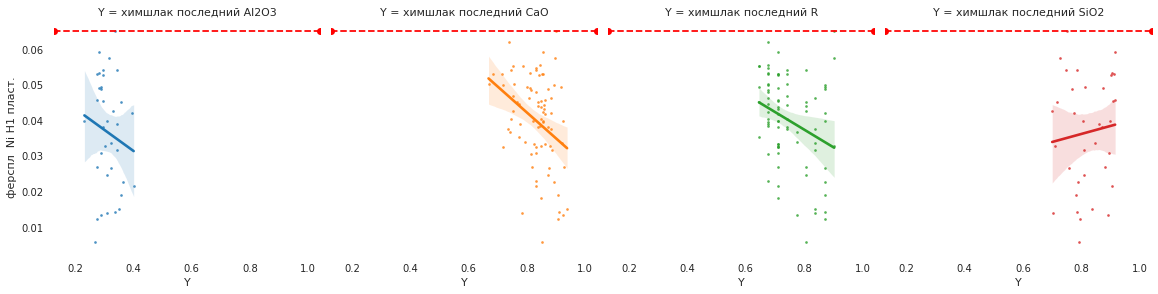 Y = химшлак последний Al2O3
Y = химшлак последний CaO
Y = химшлак последний R
Y = химшлак последний SiO2
ферспл Ni H1 пласт.
0.06
0.05
0.04
0.03
0.02
0.01
0.2 0.4 0.6 0.8 1.0
0.2 0.4 0.6 0.8 1.0
0.2 0.4 0.6 0.8 1.0
0.2 0.4 0.6 0.8 1.0
Y
Y
Y
Y